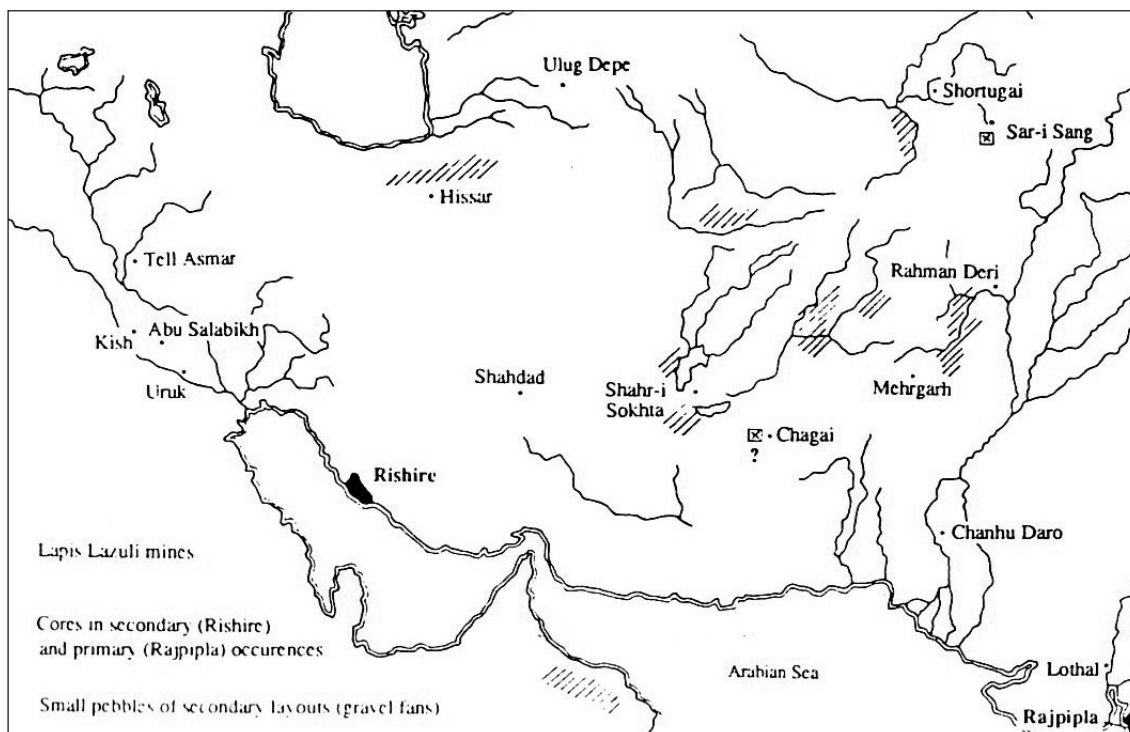 Ulug Depe
Shortugai
Sar-i Sang
Hissar
Tell Asmar
Rahman Deri
Abu Salabikh
Kish
Uruk
Shahdad
Shahr-i
Sokhta
Mehrgarh
Chagai
?
Rishire
Chanhu Daro
Lapis Lazuli mines
Cores in secondary (Rishire)
and primary (Rajpipla) occurences
Arabian Sea
Lothal
Small pebbles of secondary layouts (gravel fans)
Rajpipla